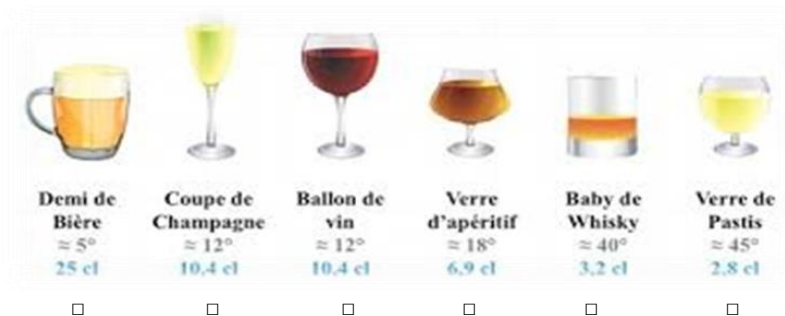 Demi de Bière
≈ 5°
25 cl
Coupe de Champagne
≈ 12°
10,4 cl
Ballon de vin
≈ 12°
10,4 cl
Verre d'apéritif
≈ 18°
6,9 cl
Baby de Whisky
≈ 40°
3,2 cl
Verre de Pastis
≈ 45°
2,8 cl